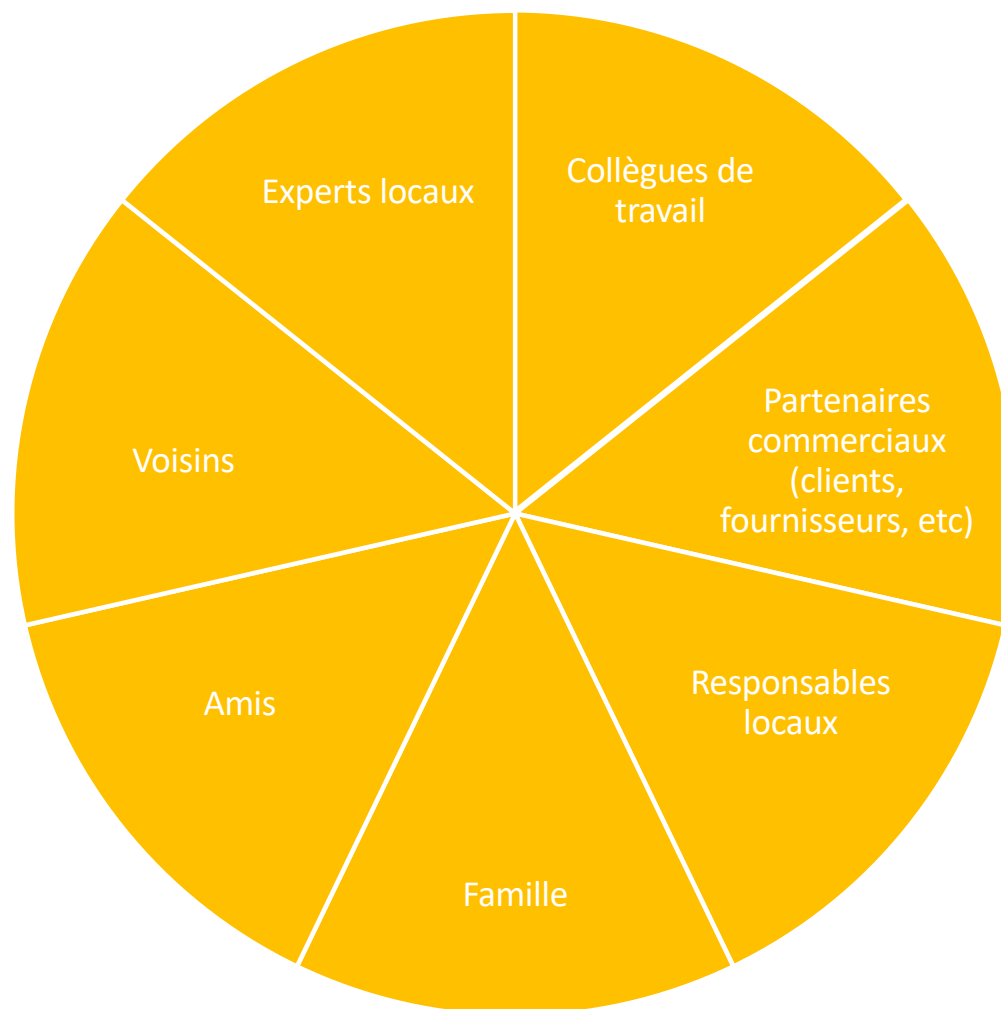 Collègues de
travail
Partenaires
commerciaux
(clients,
fournisseurs, etc)
Responsables
locaux
Famille
Amis
Voisins
Experts locaux